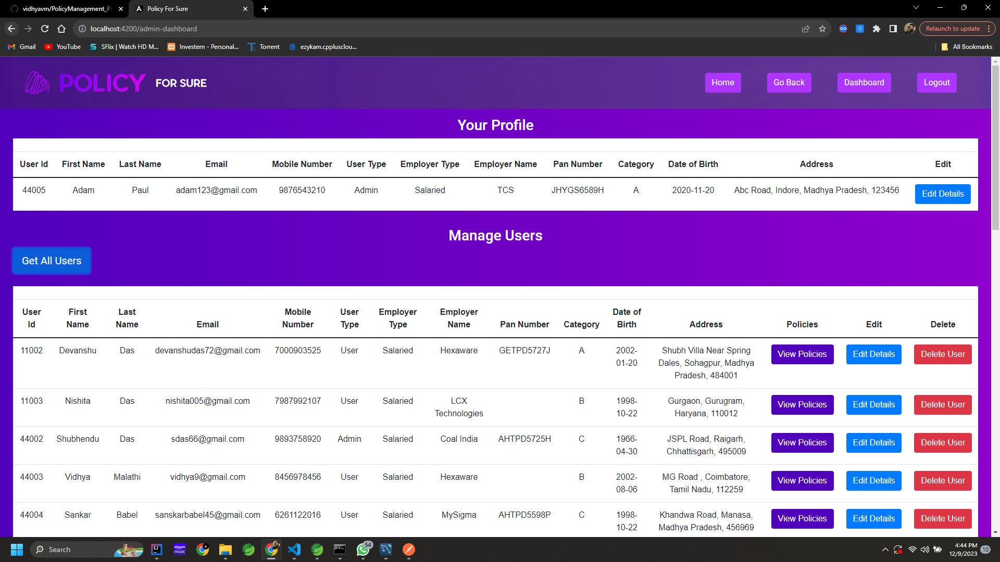 vidhyavm/PolicyManagement_P
Policy For Sure
localhost:4200/admin-dashboard
Relaunch to update
Gmail
YouTube
SFlix | Watch HD M...
Investern - Personal...
Torrent
ezykam.cpplusclou...
All Bookmarks
POLICY FOR SURE
Home
Go Back
Dashboard
Logout
Your Profile
User Id First Name Last Name Email Mobile Number User Type Employer Type Employer Name Pan Number Category Date of Birth Address Edit
44005 Adam Paul adam123@gmail.com 9876543210 Admin Salaried TCS JHYGS6589H A 2020-11-20 Abc Road, Indore, Madhya Pradesh, 123456 Edit Details
Manage Users
Get All Users
User First Last Mobile User Employer Employer Date of
Id Name Name Email Number Type Type Name Pan Number Category Birth Address Policies Edit Delete
11002 Devanshu Das devanshudas72@gmail.com 7000903525 User Salaried Hexaware GETPD5727J A 2002- Shubh Villa Near Spring View Policies Edit Details Delete User
01-20 Dales, Sohagpur, Madhya
Pradesh, 484001
11003 Nishita Das nishita005@gmail.com 7987992107 User Salaried LCX B 1998- Gurgaon, Gurugram, View Policies Edit Details Delete User
Technologies 10-22 Haryana, 110012
44002 Shubhendu Das sdas66@gmail.com 9893758920 Admin Salaried Coal India AHTPD5725H C 1966- JSPL Road, Raigarh, View Policies Edit Details Delete User
04-30 Chhattisgarh, 495009
44003 Vidhya Malathi vidhya9@gmail.com 8456978456 User Salaried Hexaware B 2002- MG Road , Coimbatore, View Policies Edit Details Delete User
08-06 Tamil Nadu, 112259
44004 Sankar Babel sanskarbabel45@gmail.com 6261122016 User Salaried MySigma AHTPD5598P C 1998- Khandwa Road, Manasa, View Policies Edit Details Delete User
10-22 Madhya Pradesh, 456969
Search
amazon
music
54
4:44 PM
12/9/2023
10